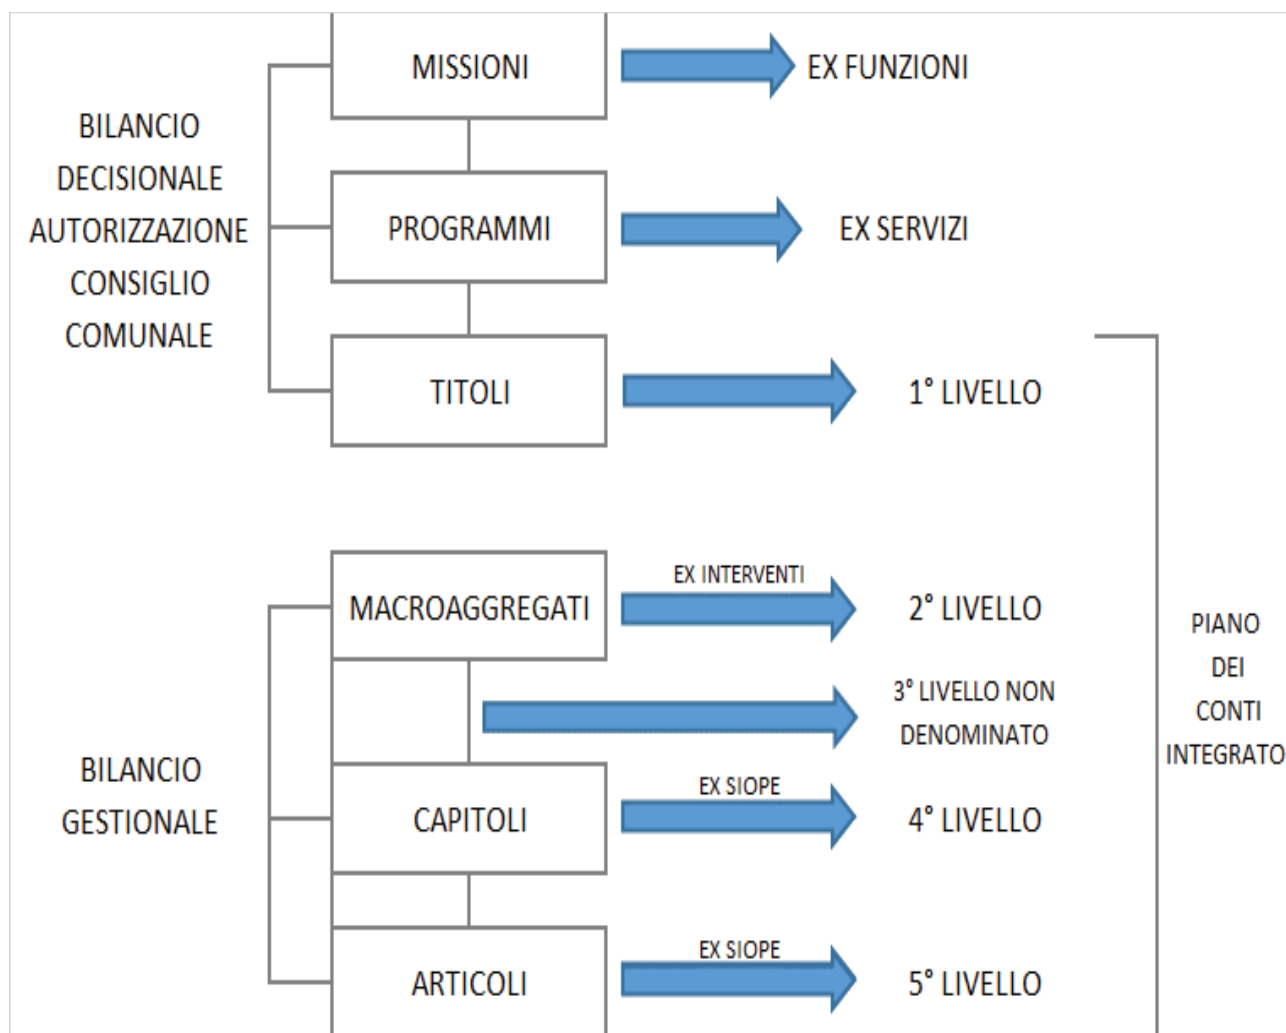 MISSIONI
EX FUNZIONI
BILANCIO
DECISIONALE
AUTORIZZAZIONE
CONSIGLIO
COMUNALE
PROGRAMMI
EX SERVIZI
TITOLI
1° LIVELLO
MACROAGGREGATI
EX INTERVENTI
2° LIVELLO
3° LIVELLO NON
DENOMINATO
BILANCIO
GESTIONALE
CAPITOLI
EX SIOPE
4° LIVELLO
ARTICOLI
EX SIOPE
5° LIVELLO
PIANO
DEI
CONTI
INTEGRATO